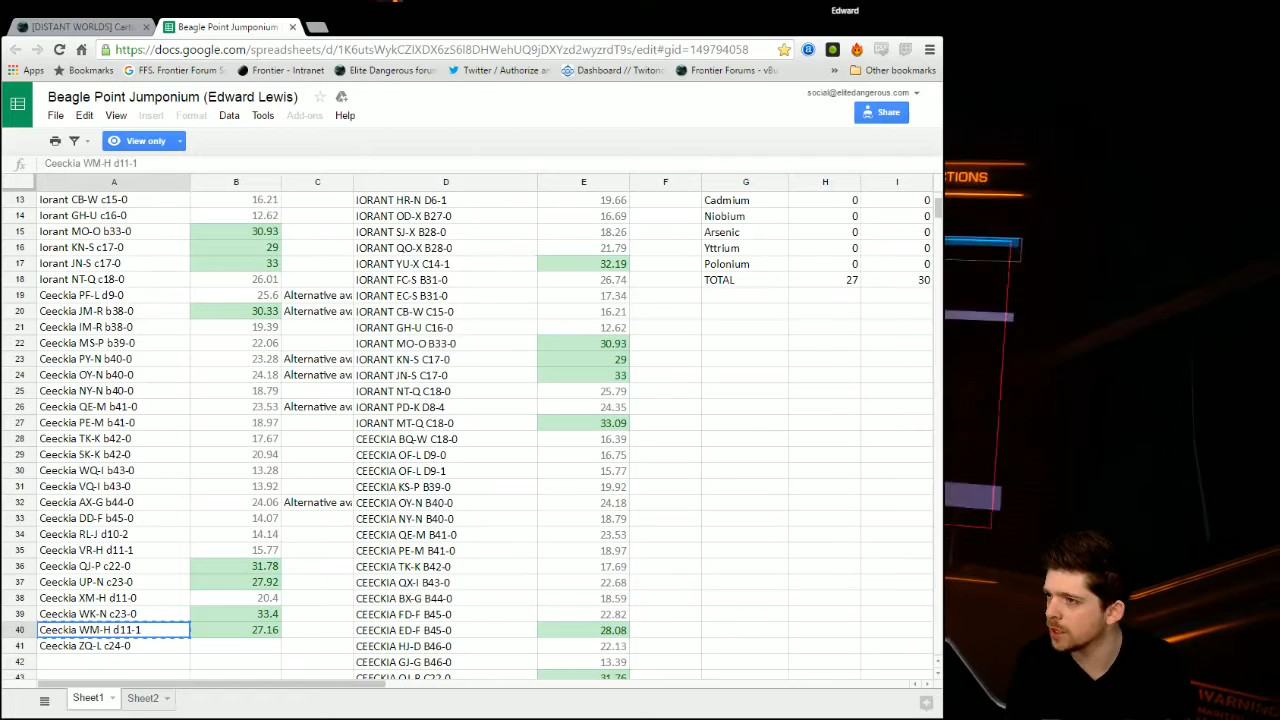 Edward
[DISTANT WORLDS] Cart
Beagle Point Jumponium
https://docs.google.com/spreadsheets/d/1K6utsWykCZlXDX6zS6l8DHWehUQ9jDXYzd2wyzrdT9s/edit#gid=149794058
Apps Bookmarks FFS. Frontier Forum S Frontier - Intranet Elite Dangerous forum Twitter / Authorize an Dashboard // Twitonc Frontier Forums - vBu » Other bookmarks
Beagle Point Jumponium (Edward Lewis)
social@elitedangerous.com
File Edit View Insert Format Data Tools Add-ons Help
Share
View only
fx Ceeckia WM-H d11-1
A B C D E F G H I
13 Iorant CB-W c15-0 16.21 IORANT HR-N D6-1 19.66 Cadmium 0 0
14 Iorant GH-U c16-0 12.62 IORANT OD-X B27-0 16.69 Niobium 0 0
15 Iorant MO-O b33-0 30.93 IORANT SJ-X B28-0 18.26 Arsenic 0 0
16 Iorant KN-S c17-0 29 IORANT QO-X B28-0 21.79 Yttrium 0 0
17 Iorant JN-S c17-0 33 IORANT YU-X C14-1 32.19 Polonium 0 0
18 Iorant NT-Q c18-0 26.01 IORANT FC-S B31-0 26.74 TOTAL 27 30
19 Ceeckia PF-L d9-0 25.6 Alternative ava IORANT EC-S B31-0 17.34
20 Ceeckia JM-R b38-0 30.33 Alternative ava IORANT CB-W C15-0 16.21
21 Ceeckia IM-R b38-0 19.39 IORANT GH-U C16-0 12.62
22 Ceeckia MS-P b39-0 22.06 IORANT MO-O B33-0 30.93
23 Ceeckia PY-N b40-0 23.28 Alternative ava IORANT KN-S C17-0 29
24 Ceeckia OY-N b40-0 24.18 Alternative ava IORANT JN-S C17-0 33
25 Ceeckia NY-N b40-0 18.79 IORANT NT-Q C18-0 25.79
26 Ceeckia QE-M b41-0 23.53 Alternative ava IORANT PD-K D8-4 24.35
27 Ceeckia PE-M b41-0 18.97 IORANT MT-Q C18-0 33.09
28 Ceeckia TK-K b42-0 17.67 CEECKIA BQ-W C18-0 16.39
29 Ceeckia SK-K b42-0 20.94 CEECKIA OF-L D9-0 16.75
30 Ceeckia WQ-I b43-0 13.28 CEECKIA OF-L D9-1 15.77
31 Ceeckia VQ-I b43-0 13.92 CEECKIA KS-P B39-0 19.92
32 Ceeckia AX-G b44-0 24.06 Alternative ava CEECKIA OY-N B40-0 24.18
33 Ceeckia DD-F b45-0 14.07 CEECKIA NY-N B40-0 18.79
34 Ceeckia RL-J d10-2 14.14 CEECKIA QE-M B41-0 23.53
35 Ceeckia VR-H d11-1 15.77 CEECKIA PE-M B41-0 18.97
36 Ceeckia QJ-P c22-0 31.78 CEECKIA TK-K B42-0 17.69
37 Ceeckia UP-N c23-0 27.92 CEECKIA QX-I B43-0 22.68
38 Ceeckia XM-H d11-0 20.4 CEECKIA BX-G B44-0 18.59
39 Ceeckia WK-N c23-0 33.4 CEECKIA FD-F B45-0 22.82
40 Ceeckia WM-H d11-1 27.16 CEECKIA ED-F B45-0 28.08
41 Ceeckia ZQ-L c24-0 CEECKIA HJ-D B46-0 22.13
42 CEECKIA GJ-G B46-0 13.39
43 CEECKIA QJ-P C22-0 31.76
Sheet1 Sheet2
CTIONS
WARNING